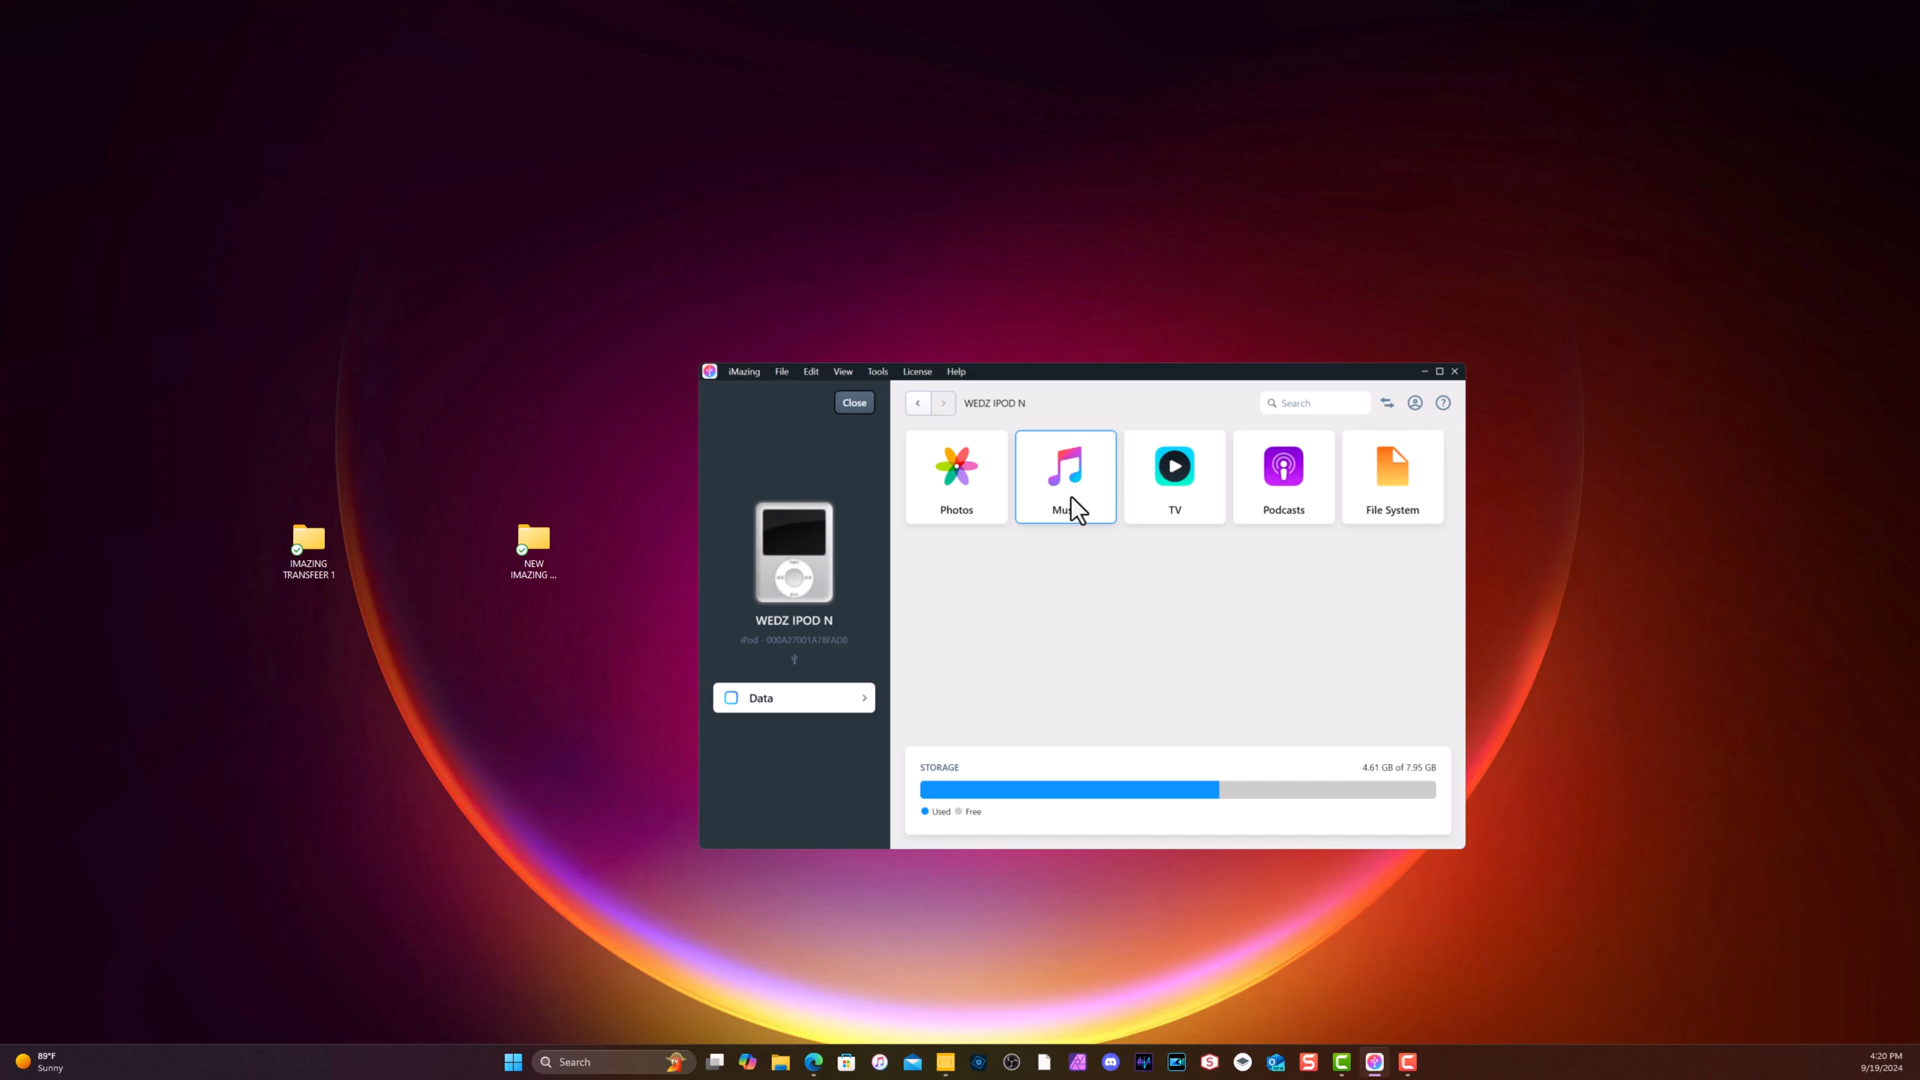 iMazing File Edit View Tools License Help
Close
WEDZ IPOD N
Search
Photos
TV
Podcasts
File System
IMAZING
TRANSFEER 1
NEW
IMAZING ...
WEDZ IPOD N
iPod - 000A27001A78FAD8
Data
STORAGE
4.61 GB of 7.95 GB
Used Free
89°F
Sunny
Search
4:20 PM
9/19/2024